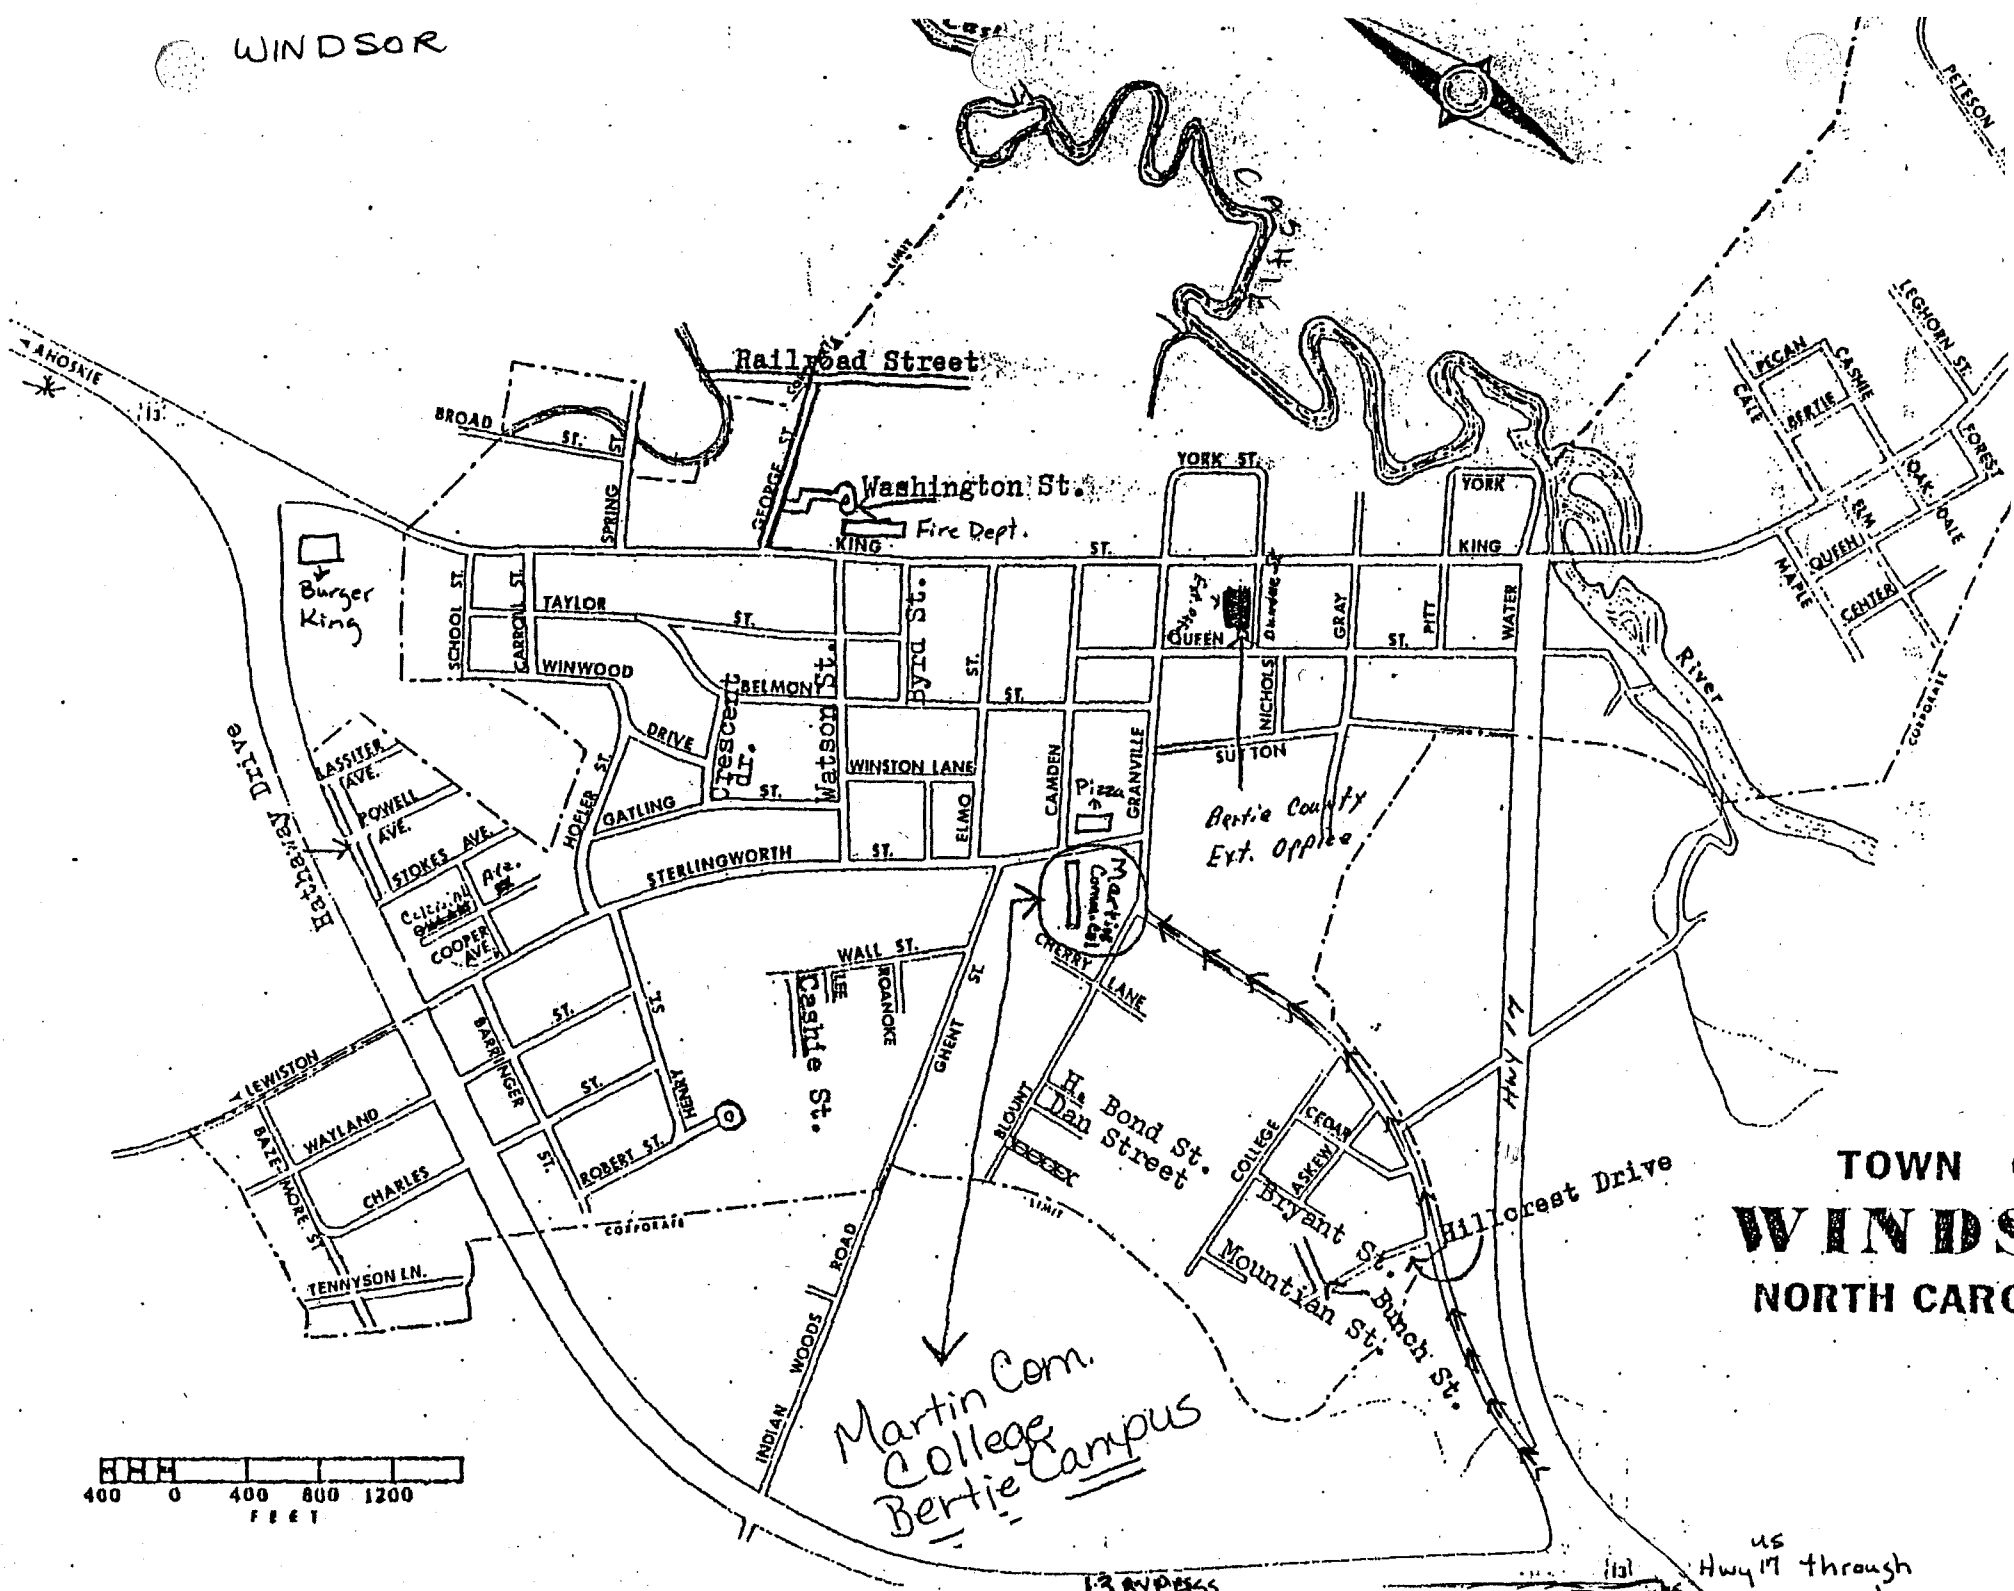 WINDSOR
PETESON
CASHIE
LIMIT
LEGHORN ST.
AHOSKIE
13
Railroad Street
PECAN
CASHIE
CALE
BERTIE
BROAD
ST.
ST.
GEORGE ST.
SPRING
Washington St.
Fire Dept.
YORK ST.
YORK
FOREST
OAK
DALE
ELM
QUEEN
MAPLE
CENTER
KING
ST.
KING
Burger
King
SCHOOL ST.
CARROLL ST.
TAYLOR
ST.
Byrd St.
ST.
QUEEN
ST.
GRAY
PITT
WATER
WINWOOD
BELMONT
ST.
Crescent
dr.
Watson St.
NICHOLS
River
CORPORATE
DRIVE
SUTTON
Hathaway Drive
LASSITER
AVE.
POWELL
AVE.
STOKES AVE.
HOFLER ST.
GATLING
ST.
WINSTON LANE
ELMO
CAMDEN
Pizza
GRANVILLE
Bertie County
Ext. Office
STERLINGWORTH
ST.
COOPER
AVE.
Martin
Comm. Col
CHERRY
LANE
WALL ST.
LEE
ROANOKE
Cashie St.
GHENT
ST.
BARRINGER
ST.
ST.
ST.
ST.
HENRY
LEWISTON
WAYLAND
BAZEMORE ST
CHARLES
ROBERT ST.
TENNYSON LN.
CORPORATE
LIMIT
BLOUNT
H. Bond St.
Dan Street
COLLEGE
CEDAR
ASKEW
Bryant St.
Mountian St.
Bunch St.
Hillcrest Drive
HWY 17
INDIAN WOODS ROAD
TOWN
WINDS
NORTH CARO
Martin Com.
College
Bertie Campus
400 0 400 800 1200
FEET
13 BYPASS
13
US
Hwy 17 through